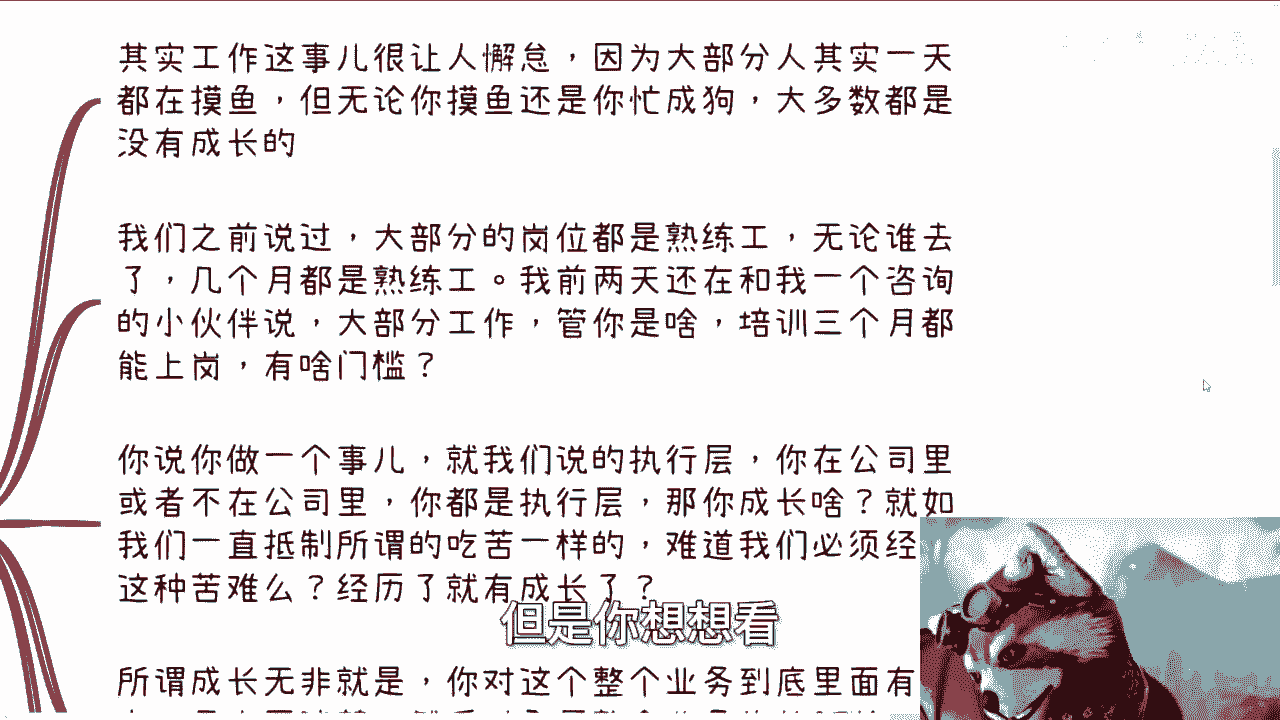 其实工作这事儿很让人懈怠，因为大部分人其实一天
都在摸鱼，但无论你摸鱼还是你忙成狗，大多数都是
没有成长的
我们之前说过，大部分的岗位都是熟练工，无论谁去
了，几个月都是熟练工。我前两天还在和我一个咨询
的小伙伴说，大部分工作，管你是啥，培训三个月都
能上岗，有啥门槛？
你说你做一个事儿，就我们说的执行层，你在公司里
或者不在公司里，你都是执行层，那你成长啥？就如
我们一直抵制所谓的吃苦一样的，难道我们必须经
这种苦难么？经历了就有成长了？
但是你想想看
所谓成长无非就是，你对这个整个业务到底里面有